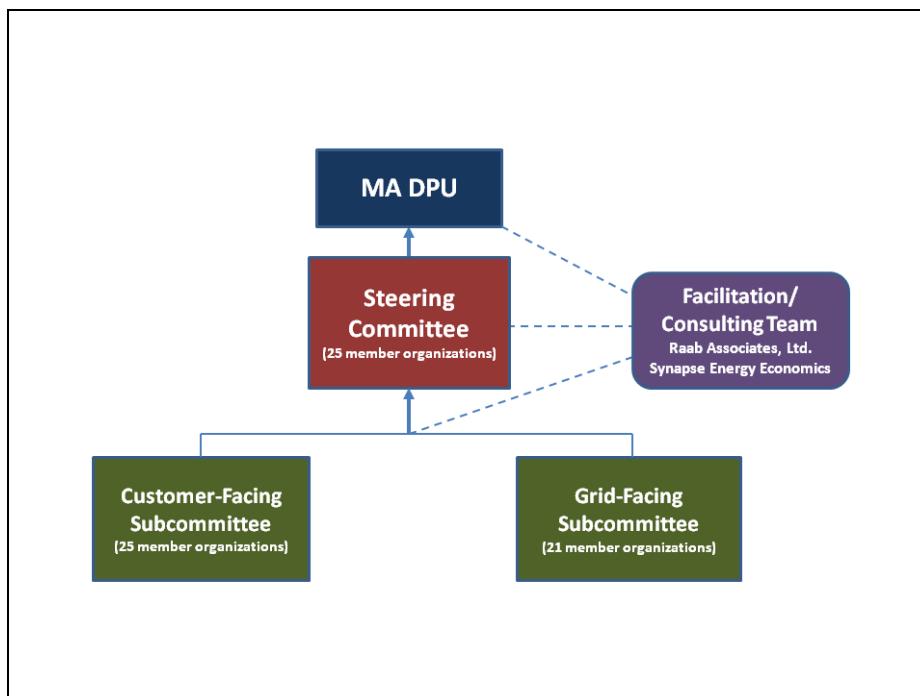 MA DPU
Steering
Committee
(25 member organizations)
Facilitation/
Consulting Team
Raab Associates, Ltd.
Synapse Energy Economics
Customer-Facing
Subcommittee
(25 member organizations)
Grid-Facing
Subcommittee
(21 member organizations)